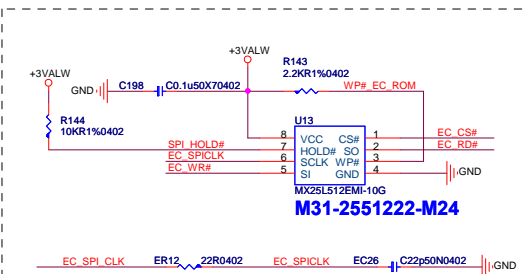 +3VALW
+3VALW
R143
2.2KR1%0402
C198
C0.1u50X70402
GND
WP#_EC_ROM
R144
10KR1%0402
U13
SPI_HOLD#
EC_SPICLK
EC_WR#
8 VCC CS# 1
7 HOLD# SO 2
6 SCLK WP# 3
5 SI GND 4
EC_CS#
EC_RD#
GND
MX25L512EMI-10G
M31-2551222-M24
EC_SPI_CLK ER12 22R0402 EC_SPICLK EC26 C22p50N0402 GND